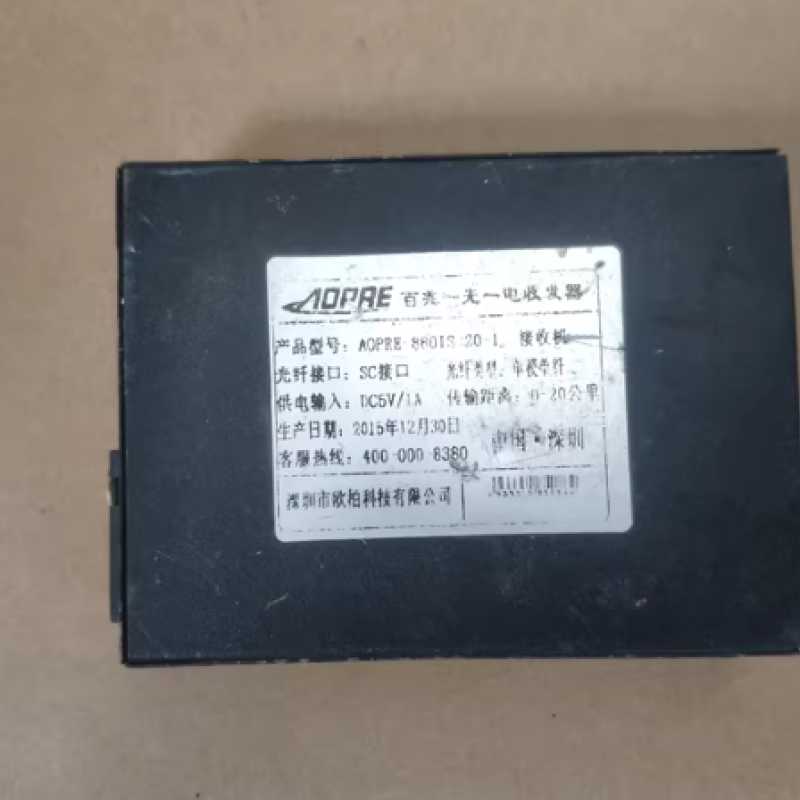 AOPRE 百兆一光一电收发器
产品型号：AOPRE-8601S-20-1 接收机
光纤接口：SC接口 光纤类型：单模单纤
供电输入：DC5V/1A 传输距离：0-20公里
生产日期：2015年12月30日
中国·深圳
客服热线：400-000-8380
深圳市欧柏科技有限公司